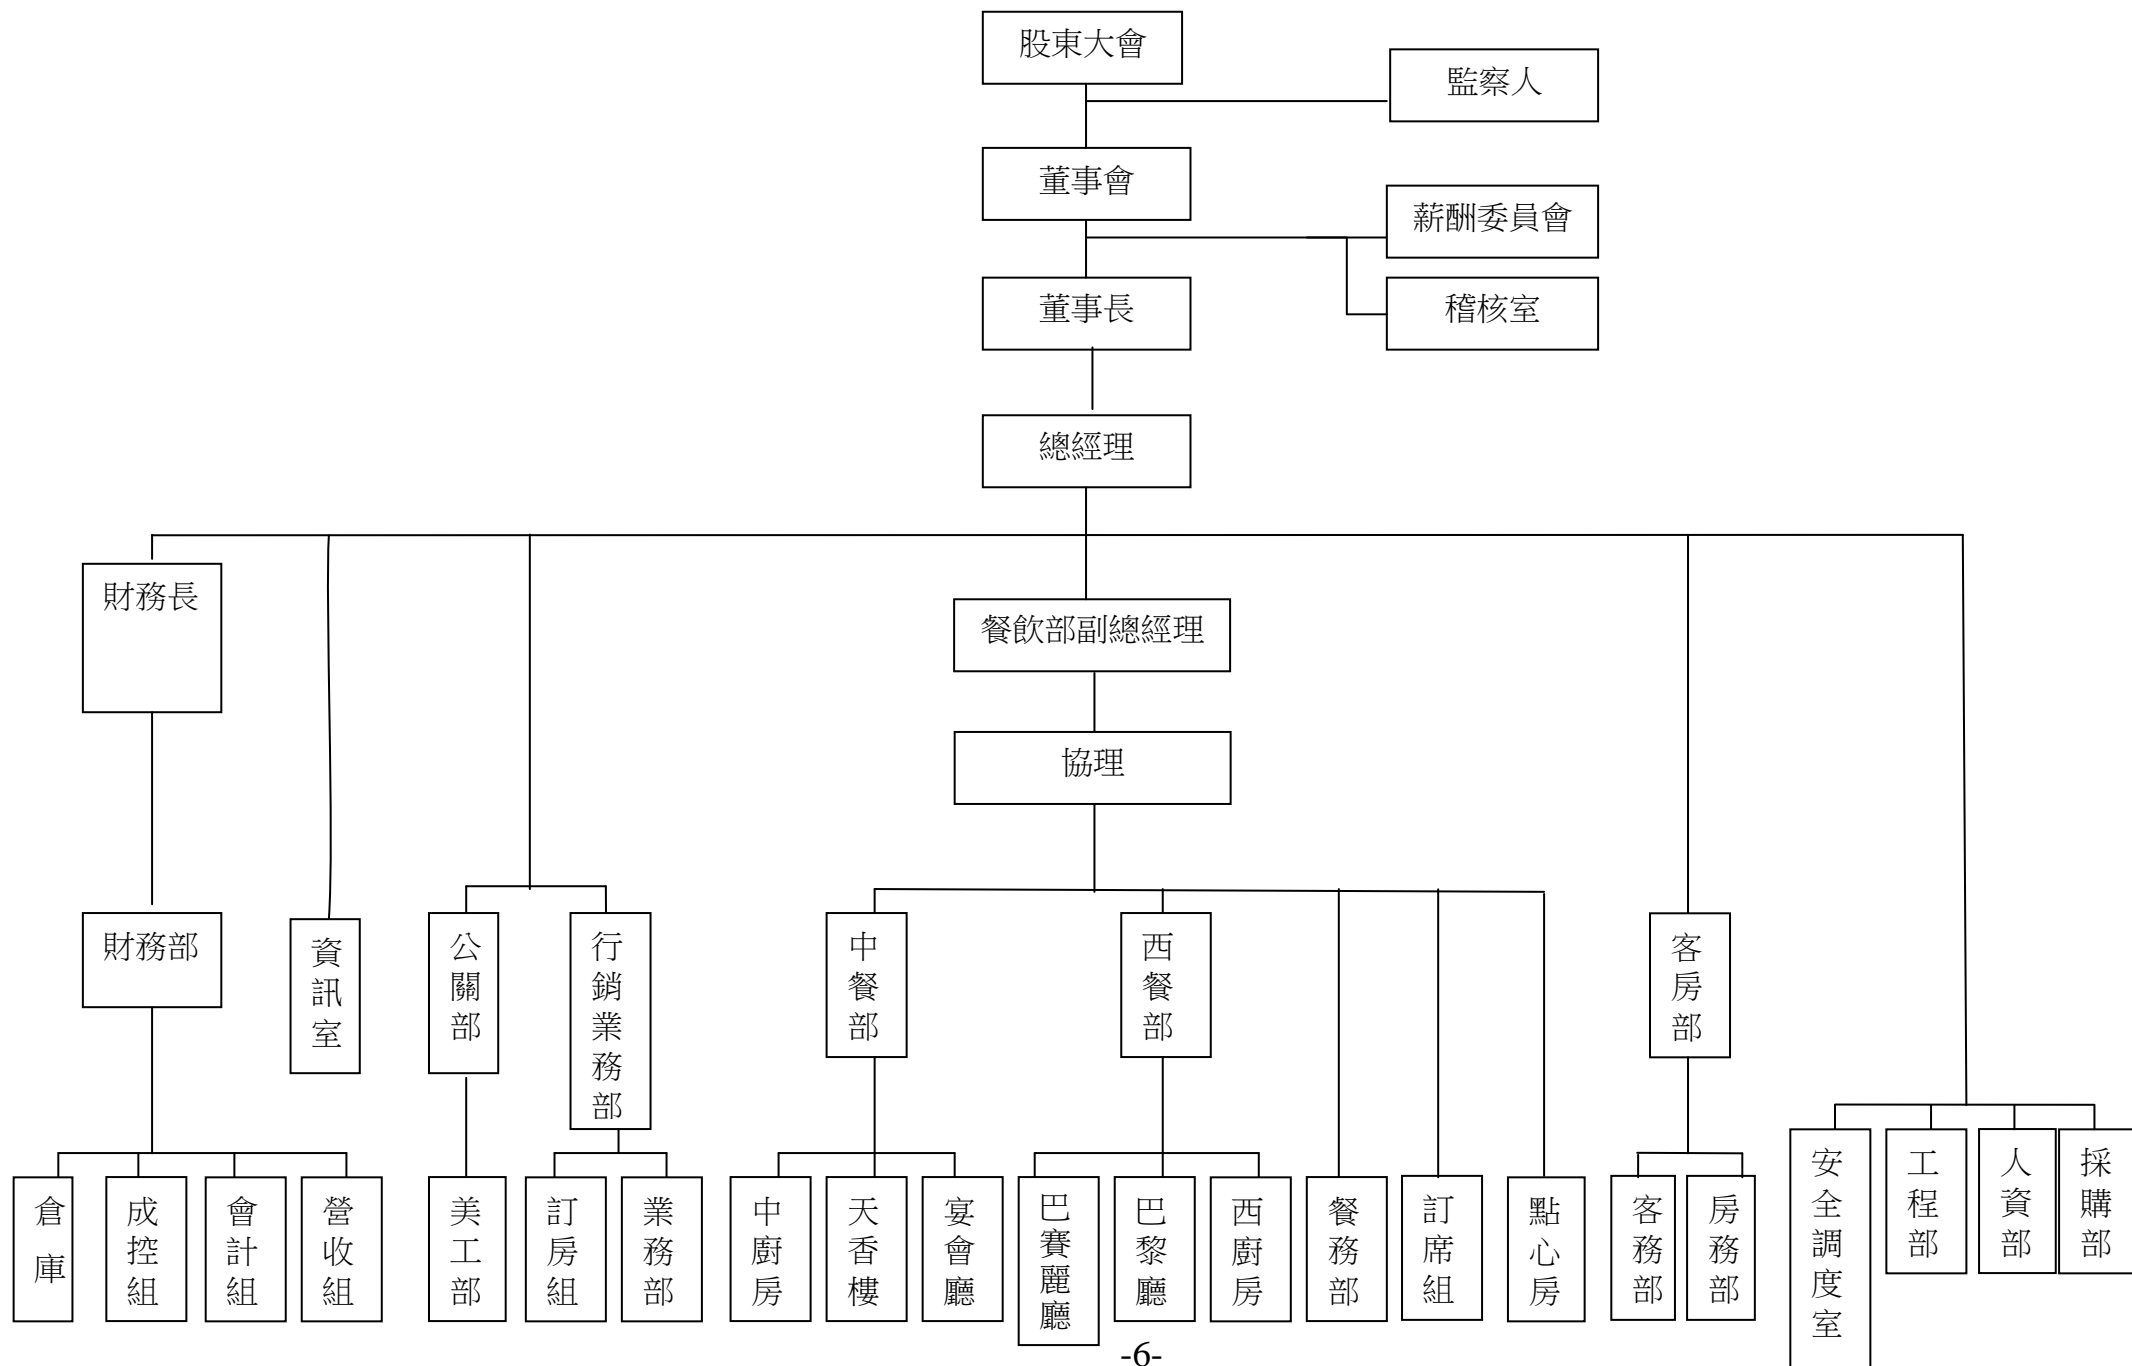 股東大會
監察人
董事會
薪酬委員會
董事長
稽核室
總經理
財務長
餐飲部副總經理
協理
財務部
資訊室
公關部
行銷業務部
中餐部
西餐部
客房部
倉庫
成控組
會計組
營收組
美工部
訂房組
業務部
中廚房
天香樓
宴會廳
巴賽麗廳
巴黎廳
西廚房
餐務部
訂席組
點心房
客務部
房務部
安全調度室
工程部
人資部
採購部
-6-